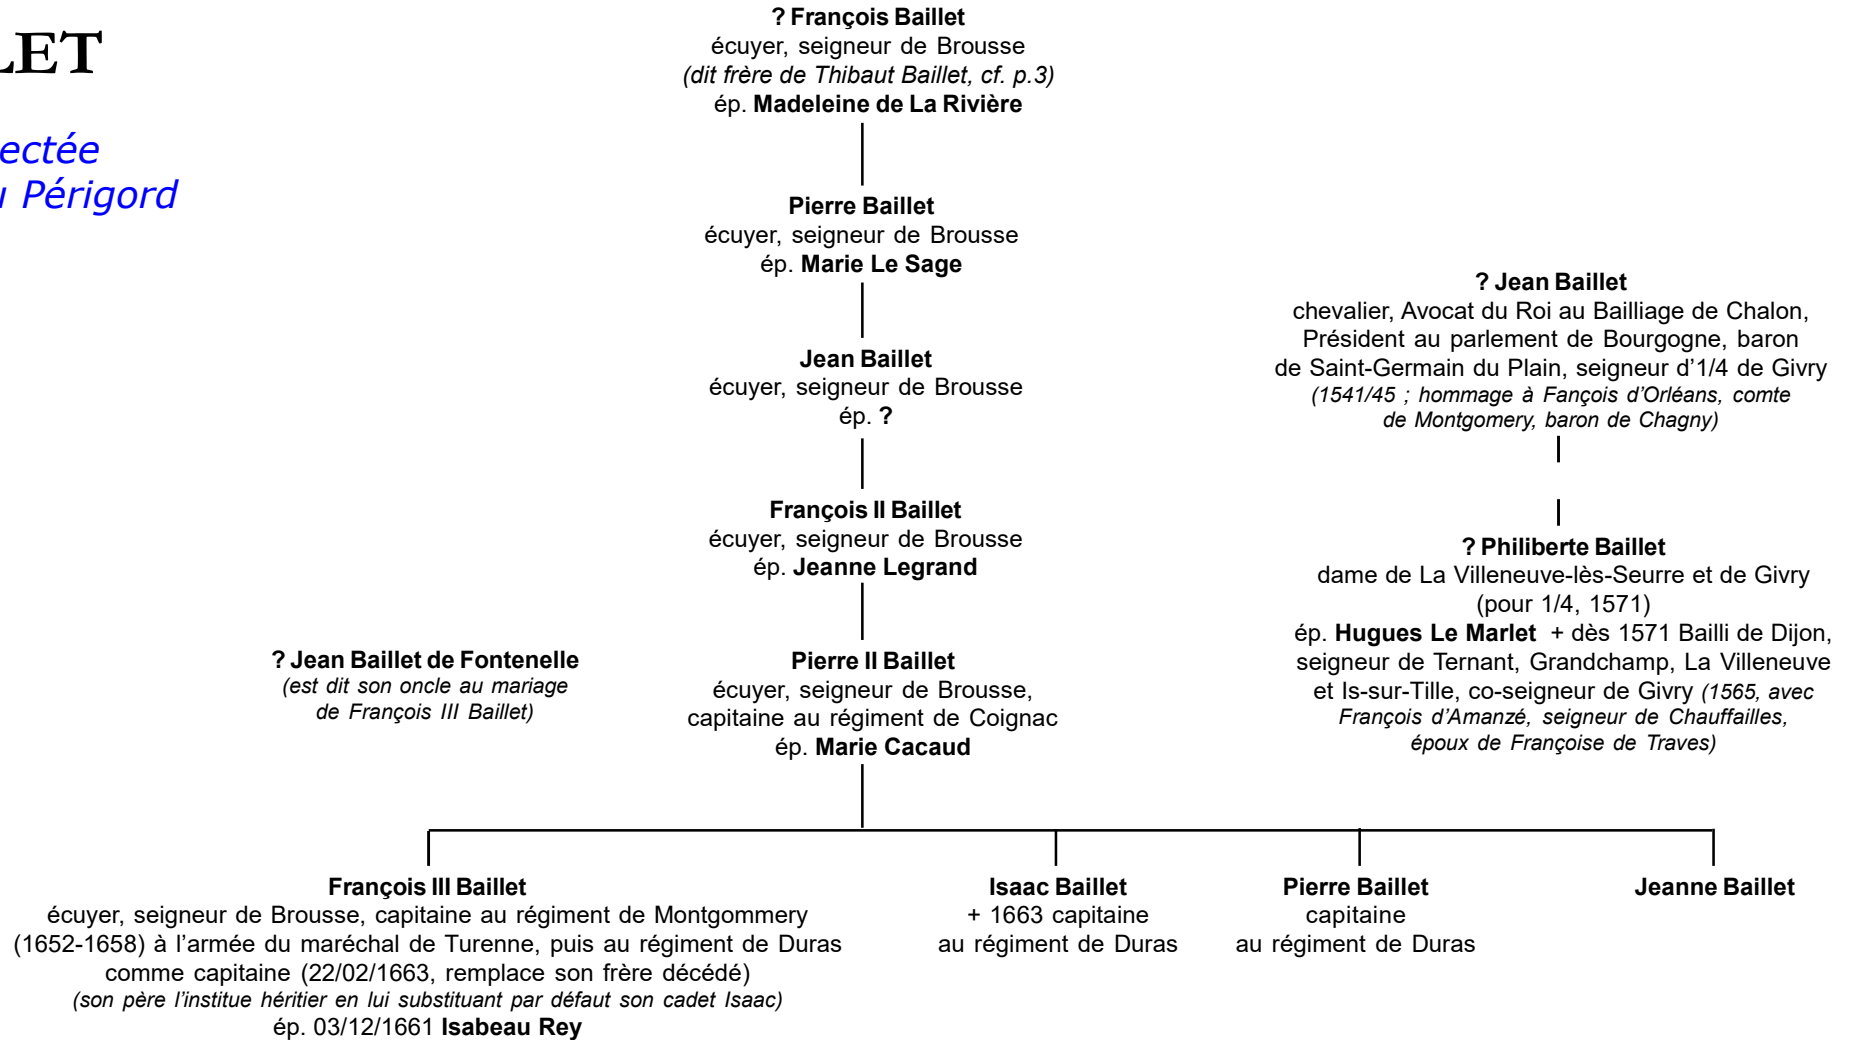 LET
ectée
u Périgord
? François Baillet
écuyer, seigneur de Brousse
(dit frère de Thibaut Baillet, cf. p.3)
ép. Madeleine de La Rivière
Pierre Baillet
écuyer, seigneur de Brousse
ép. Marie Le Sage
Jean Baillet
écuyer, seigneur de Brousse
ép. ?
François II Baillet
écuyer, seigneur de Brousse
ép. Jeanne Legrand
? Jean Baillet de Fontenelle
(est dit son oncle au mariage
de François III Baillet)
Pierre II Baillet
écuyer, seigneur de Brousse,
capitaine au régiment de Coignac
ép. Marie Cacaud
? Jean Baillet
chevalier, Avocat du Roi au Bailliage de Chalon,
Président au parlement de Bourgogne, baron
de Saint-Germain du Plain, seigneur d’1/4 de Givry
(1541/45 ; hommage à Fançois d’Orléans, comte
de Montgomery, baron de Chagny)
? Philiberte Baillet
dame de La Villeneuve-lès-Seurre et de Givry
(pour 1/4, 1571)
ép. Hugues Le Marlet + dès 1571 Bailli de Dijon,
seigneur de Ternant, Grandchamp, La Villeneuve
et Is-sur-Tille, co-seigneur de Givry (1565, avec
François d’Amanzé, seigneur de Chauffailles,
époux de Françoise de Traves)
François III Baillet
écuyer, seigneur de Brousse, capitaine au régiment de Montgommery
(1652-1658) à l’armée du maréchal de Turenne, puis au régiment de Duras
comme capitaine (22/02/1663, remplace son frère décédé)
(son père l’institue héritier en lui substituant par défaut son cadet Isaac)
ép. 03/12/1661 Isabeau Rey
Isaac Baillet
+ 1663 capitaine
au régiment de Duras
Pierre Baillet
capitaine
au régiment de Duras
Jeanne Baillet